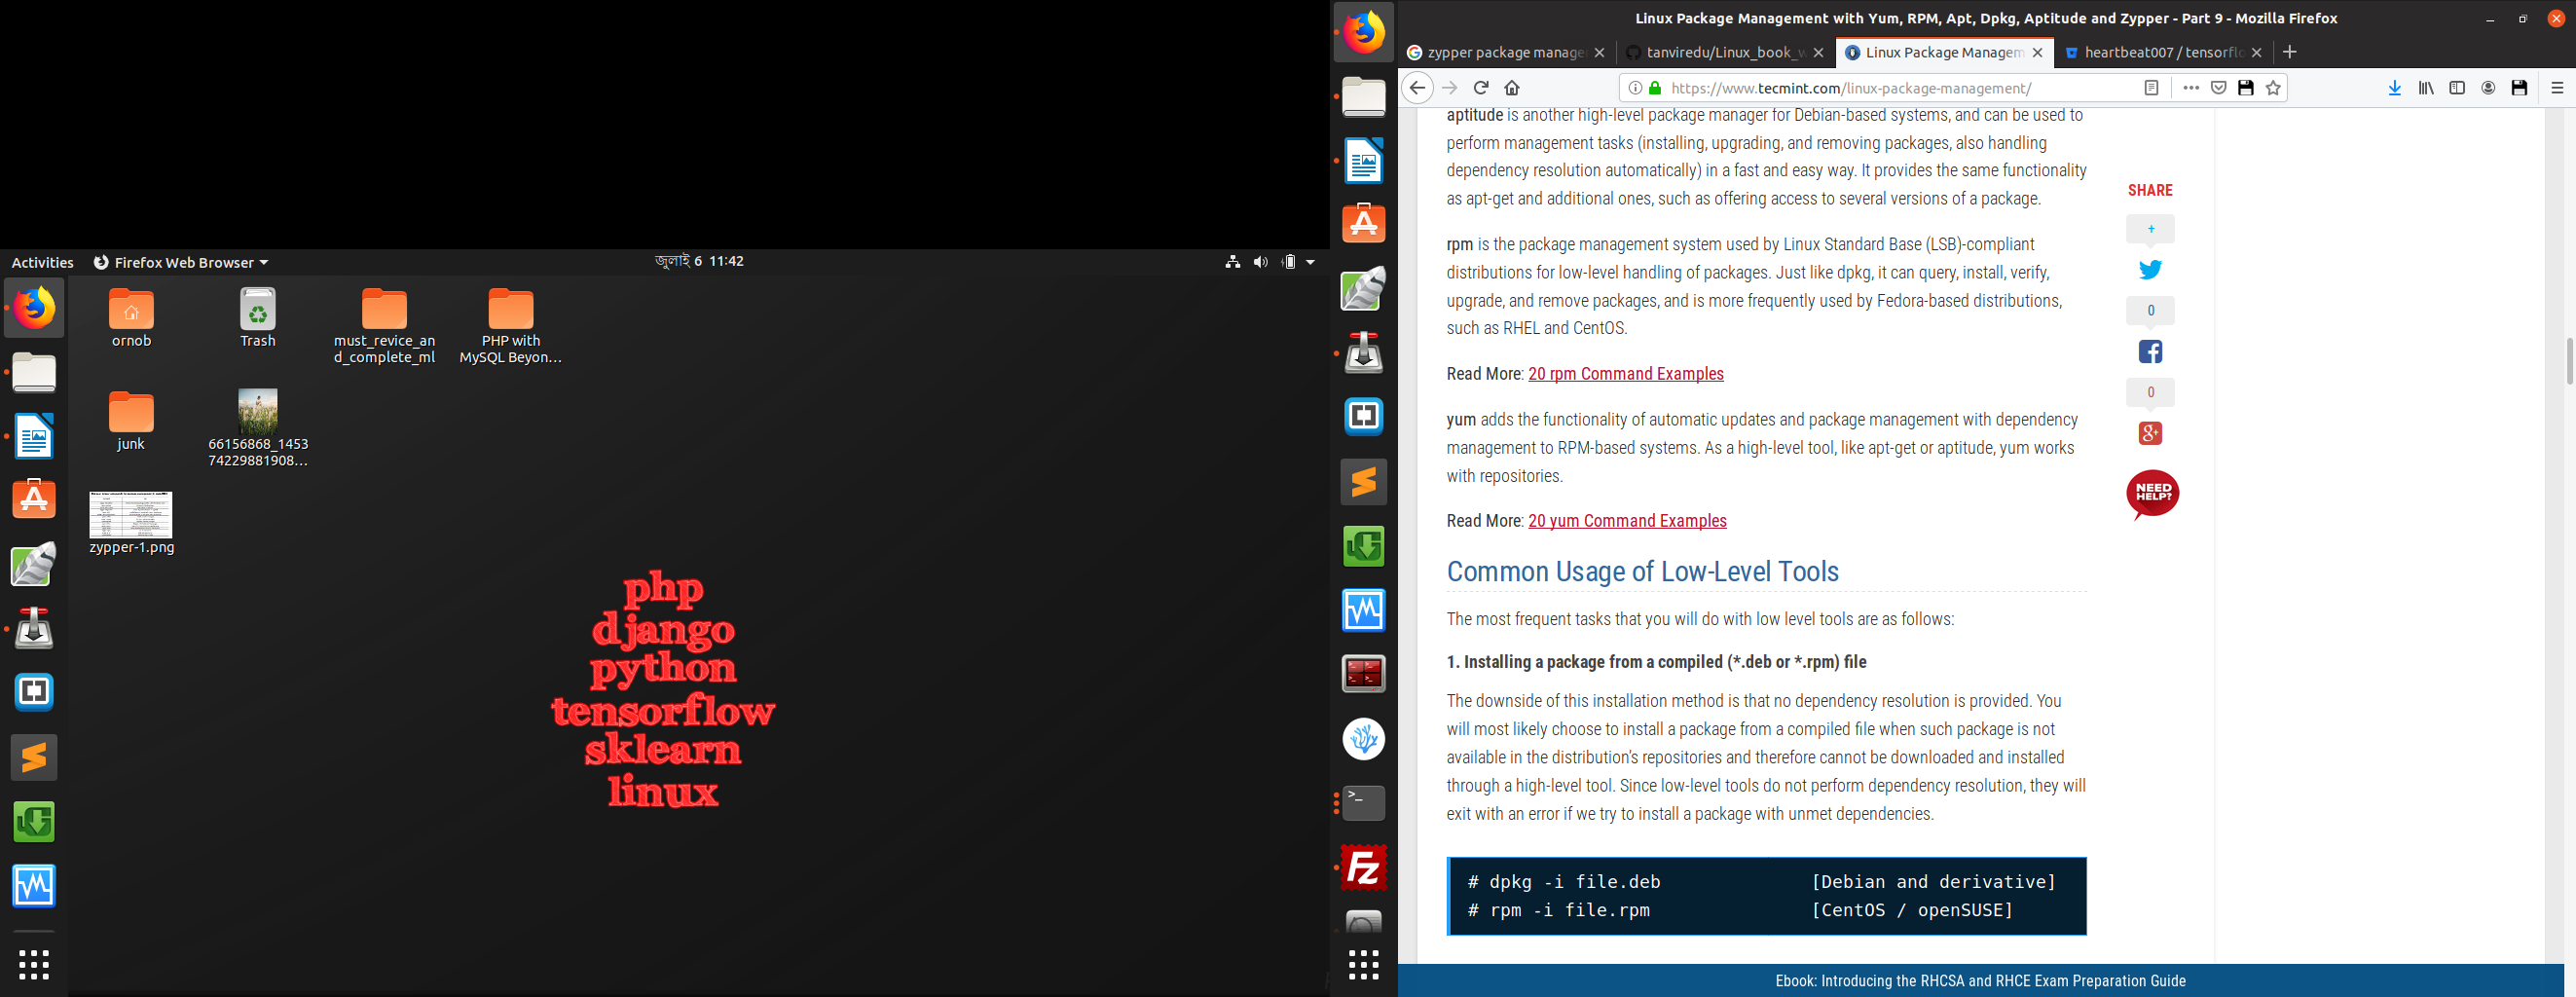 Activities
Firefox Web Browser
জুলাই 6 11:42
ornob
Trash
must_revice_an
d_complete_ml
PHP with
MySQL Beyon...
junk
66156868_1453
74229881908...
zypper-1.png
php
django
python
tensorflow
sklearn
linux
Linux Package Management with Yum, RPM, Apt, Dpkg, Aptitude and Zypper - Part 9 - Mozilla Firefox
zypper package manage
tanviredu/Linux_book_w
Linux Package Managem
heartbeat007 / tensorflo
https://www.tecmint.com/linux-package-management/
aptitude is another high-level package manager for Debian-based systems, and can be used to
perform management tasks (installing, upgrading, and removing packages, also handling
dependency resolution automatically) in a fast and easy way. It provides the same functionality
as apt-get and additional ones, such as offering access to several versions of a package.
rpm is the package management system used by Linux Standard Base (LSB)-compliant
distributions for low-level handling of packages. Just like dpkg, it can query, install, verify,
upgrade, and remove packages, and is more frequently used by Fedora-based distributions,
such as RHEL and CentOS.
Read More: 20 rpm Command Examples
yum adds the functionality of automatic updates and package management with dependency
management to RPM-based systems. As a high-level tool, like apt-get or aptitude, yum works
with repositories.
Read More: 20 yum Command Examples
Common Usage of Low-Level Tools
The most frequent tasks that you will do with low level tools are as follows:
1. Installing a package from a compiled (*.deb or *.rpm) file
The downside of this installation method is that no dependency resolution is provided. You
will most likely choose to install a package from a compiled file when such package is not
available in the distribution's repositories and therefore cannot be downloaded and installed
through a high-level tool. Since low-level tools do not perform dependency resolution, they will
exit with an error if we try to install a package with unmet dependencies.
# dpkg -i file.deb [Debian and derivative]
# rpm -i file.rpm [CentOS / openSUSE]
SHARE
+
0
0
NEED
HELP?
Ebook: Introducing the RHCSA and RHCE Exam Preparation Guide